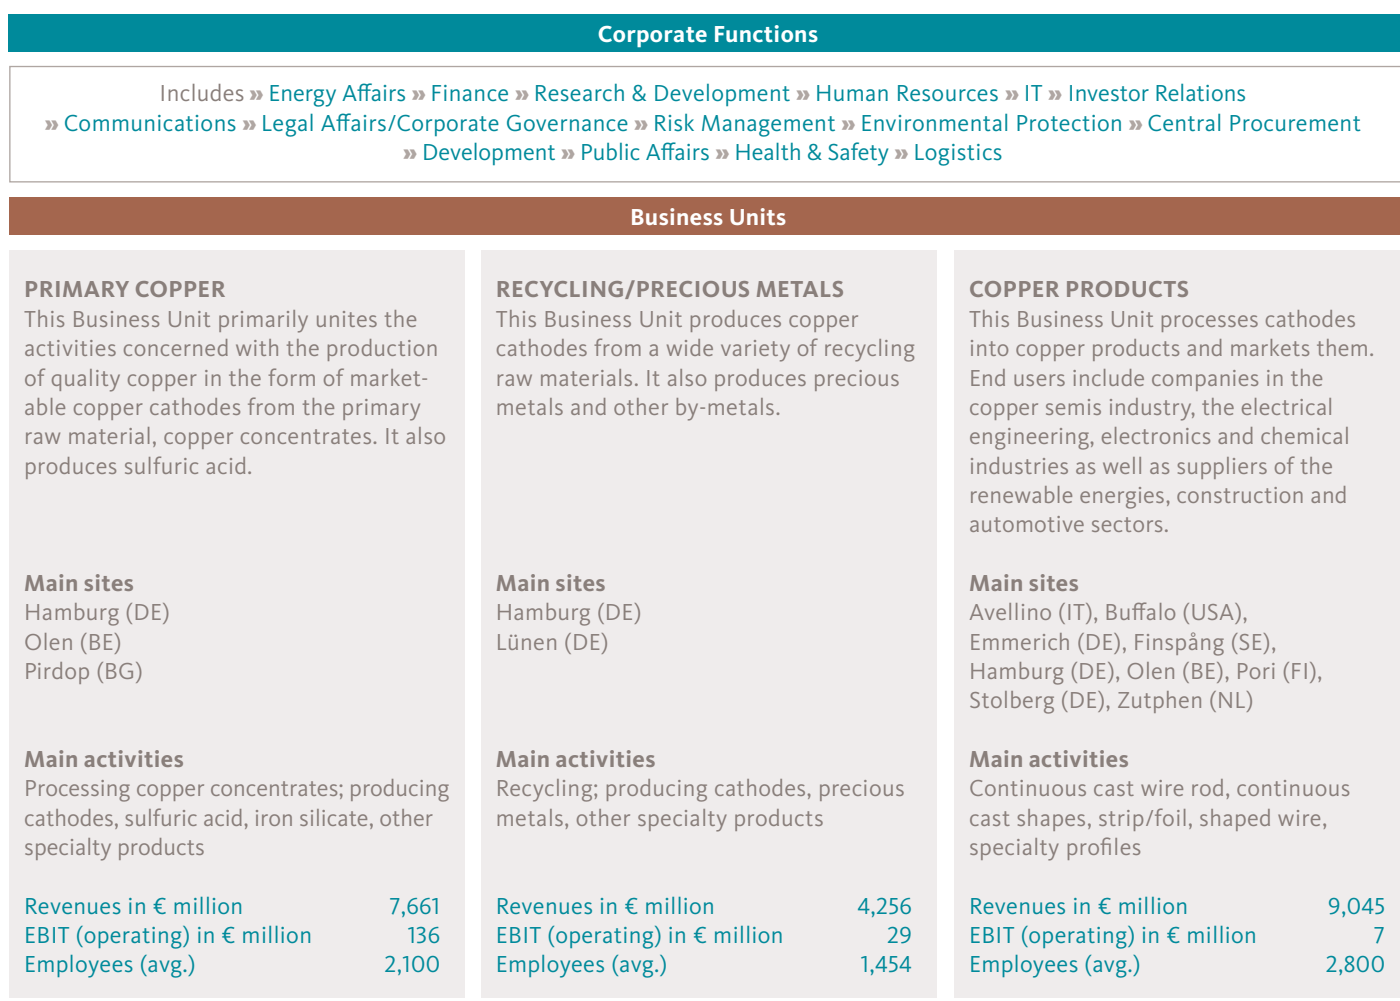 Corporate Functions
Includes » Energy Affairs » Finance » Research & Development » Human Resources » IT » Investor Relations
» Communications » Legal Affairs/Corporate Governance » Risk Management » Environmental Protection » Central Procurement
» Development » Public Affairs » Health & Safety » Logistics
Business Units
PRIMARY COPPER
This Business Unit primarily unites the
activities concerned with the production
of quality copper in the form of market-
able copper cathodes from the primary
raw material, copper concentrates. It also
produces sulfuric acid.
Main sites
Hamburg (DE)
Olen (BE)
Pirdop (BG)
Main activities
Processing copper concentrates; producing
cathodes, sulfuric acid, iron silicate, other
specialty products
Revenues in € million 7,661
EBIT (operating) in € million 136
Employees (avg.) 2,100
RECYCLING/PRECIOUS METALS
This Business Unit produces copper
cathodes from a wide variety of recycling
raw materials. It also produces precious
metals and other by-metals.
Main sites
Hamburg (DE)
Lünen (DE)
Main activities
Recycling; producing cathodes, precious
metals, other specialty products
Revenues in € million 4,256
EBIT (operating) in € million 29
Employees (avg.) 1,454
COPPER PRODUCTS
This Business Unit processes cathodes
into copper products and markets them.
End users include companies in the
copper semis industry, the electrical
engineering, electronics and chemical
industries as well as suppliers of the
renewable energies, construction and
automotive sectors.
Main sites
Avellino (IT), Buffalo (USA),
Emmerich (DE), Finspång (SE),
Hamburg (DE), Olen (BE), Pori (FI),
Stolberg (DE), Zutphen (NL)
Main activities
Continuous cast wire rod, continuous
cast shapes, strip/foil, shaped wire,
specialty profiles
Revenues in € million 9,045
EBIT (operating) in € million 7
Employees (avg.) 2,800